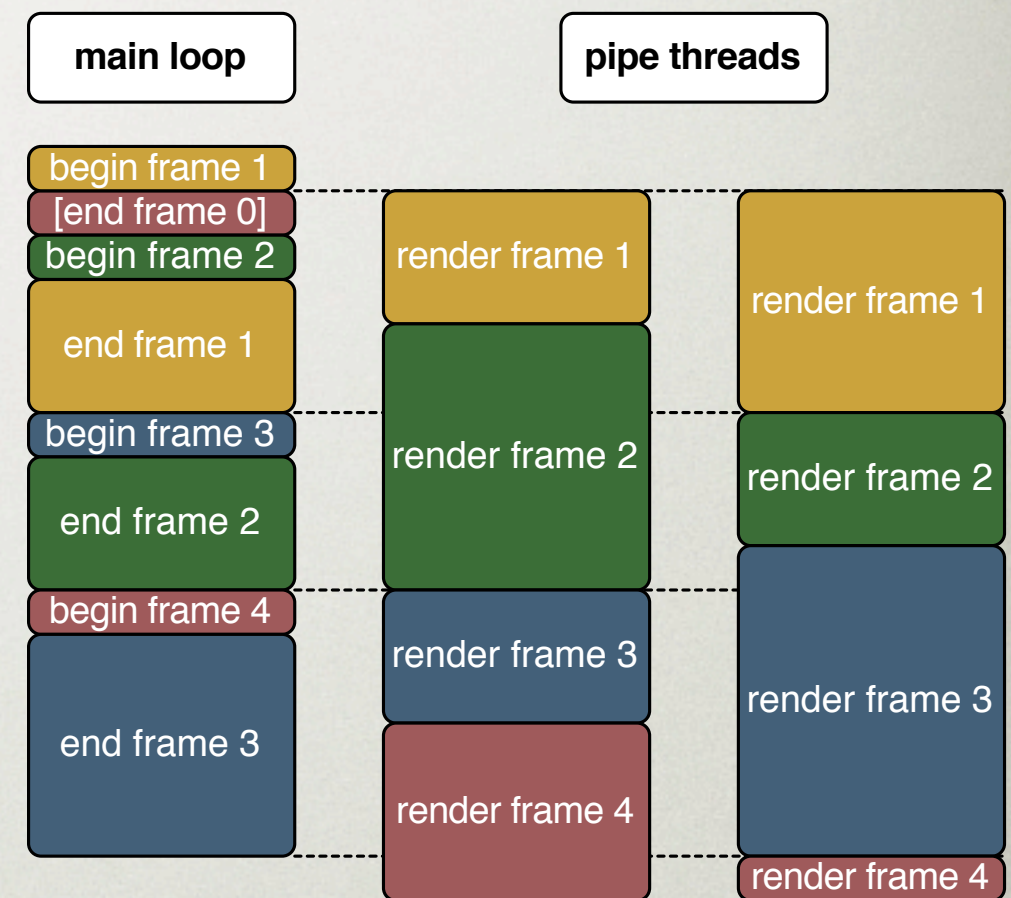 main loop
pipe threads
begin frame 1
[end frame 0]
begin frame 2
end frame 1
begin frame 3
end frame 2
begin frame 4
end frame 3
render frame 1
render frame 2
render frame 3
render frame 4
render frame 1
render frame 2
render frame 3
render frame 4